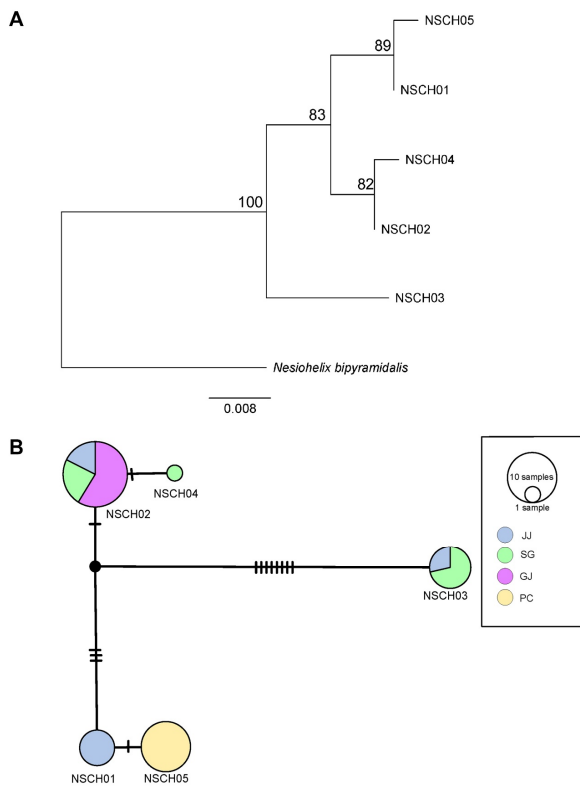 A
NSCH05
89
NSCH01
83
NSCH04
82
NSCH02
100
NSCH03
Nesiohelix bipyramidalis
0.008
B
NSCH02
NSCH04
NSCH03
NSCH01
NSCH05
10 samples
1 sample
JJ
SG
GJ
PC